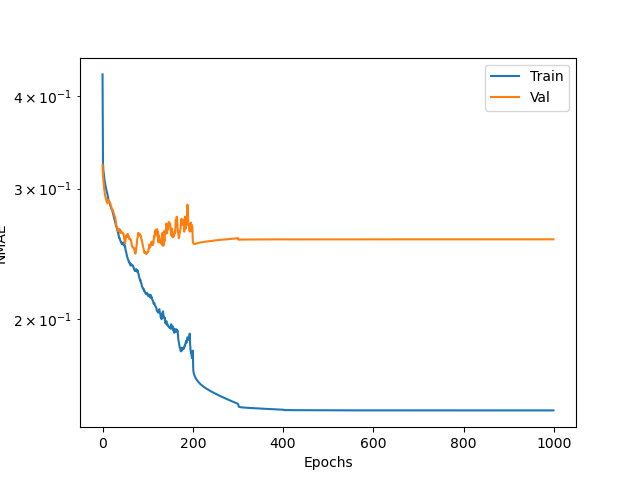 Train
Val
4 × 10⁻¹
3 × 10⁻¹
2 × 10⁻¹
NMAE
0 200 400 600 800 1000
Epochs